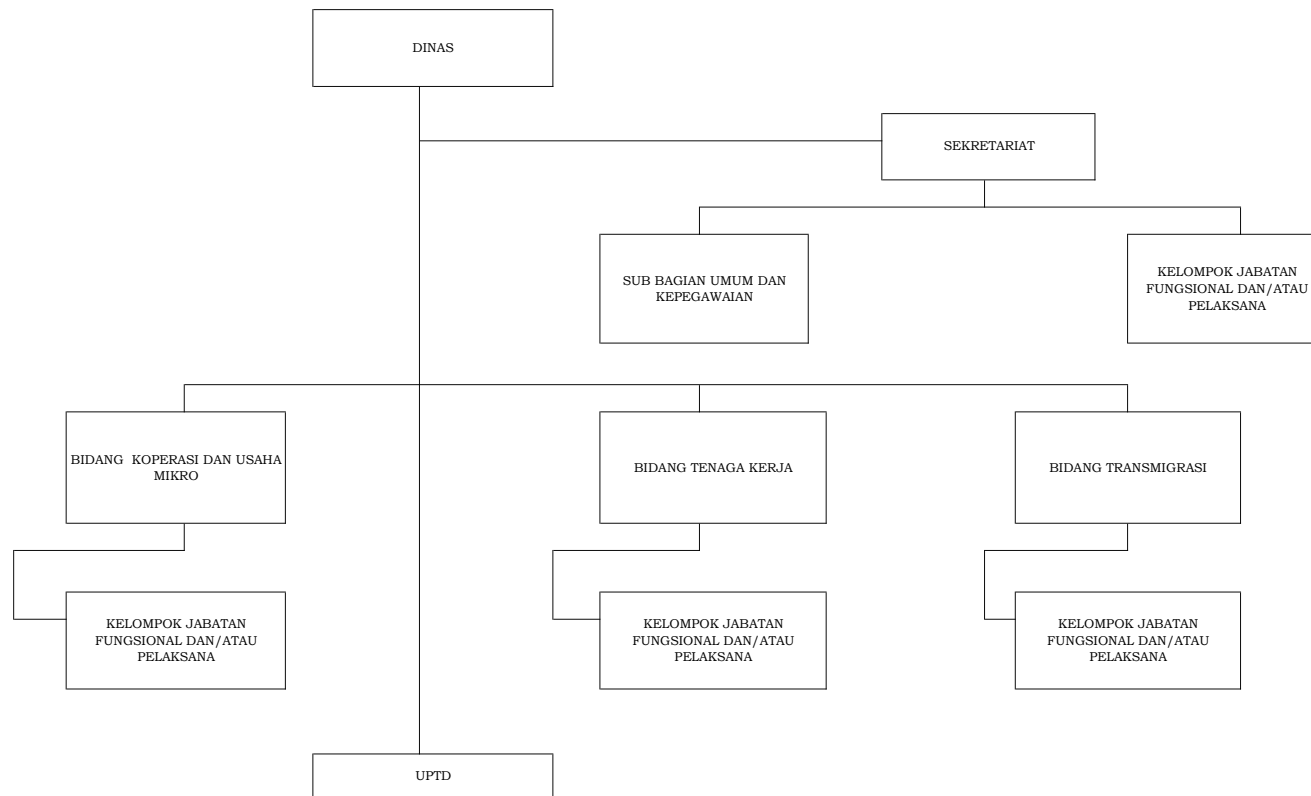 DINAS
SEKRETARIAT
SUB BAGIAN UMUM DAN
KEPEGAWAIAN
KELOMPOK JABATAN
FUNGSIONAL DAN/ATAU
PELAKSANA
BIDANG  KOPERASI DAN USAHA
MIKRO
BIDANG TENAGA KERJA
BIDANG TRANSMIGRASI
KELOMPOK JABATAN
FUNGSIONAL DAN/ATAU
PELAKSANA
KELOMPOK JABATAN
FUNGSIONAL DAN/ATAU
PELAKSANA
KELOMPOK JABATAN
FUNGSIONAL DAN/ATAU
PELAKSANA
UPTD